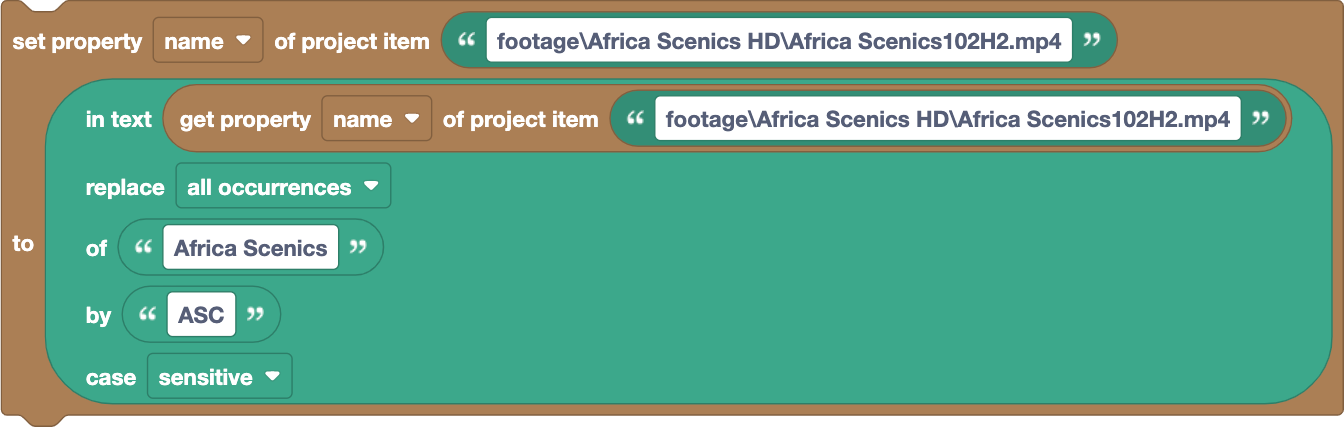 set property name of project item “ footage\Africa Scenics HD\Africa Scenics102H2.mp4 ”
in text get property name of project item “ footage\Africa Scenics HD\Africa Scenics102H2.mp4 ”
replace all occurrences
to
of “ Africa Scenics ”
by “ ASC ”
case sensitive